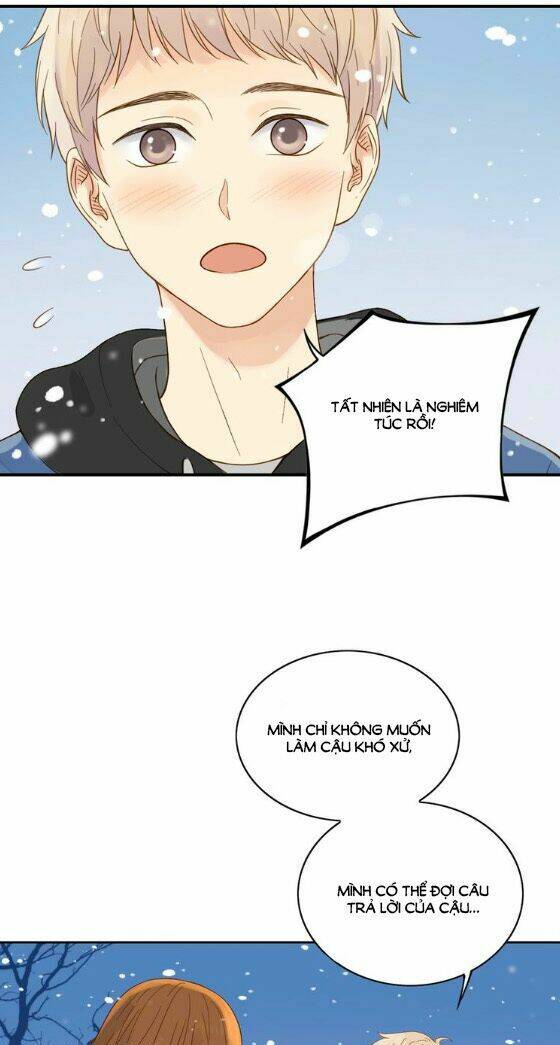 TẤT NHIÊN LÀ NGHIÊM
TÚC RỒI!
MÌNH CHỈ KHÔNG MUỐN
LÀM CẬU KHÓ XỬ,
MÌNH CÓ THỂ ĐỢI CÂU
TRẢ LỜI CỦA CẬU...